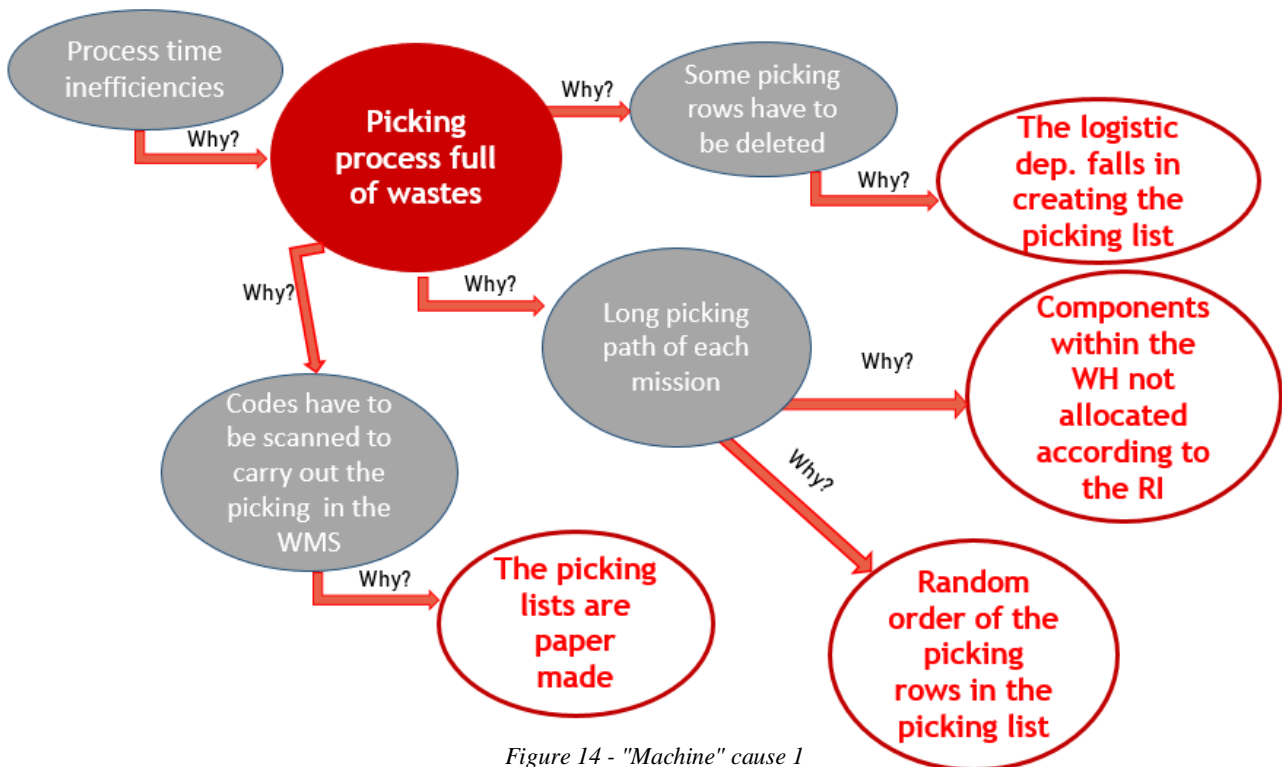 Process time
inefficiencies
Why?
Picking
process full
of wastes
Why?
Some picking
rows have to
be deleted
Why?
The logistic
dep. falls in
creating the
picking list
Why?
Why?
Long picking
path of each
mission
Why?
Components
within the
WH not
allocated
according to
the RI
Why?
Codes have to
be scanned to
carry out the
picking in the
WMS
Why?
The picking
lists are
paper
made
Random
order of the
picking
rows in the
picking list
Figure 14 - "Machine" cause 1